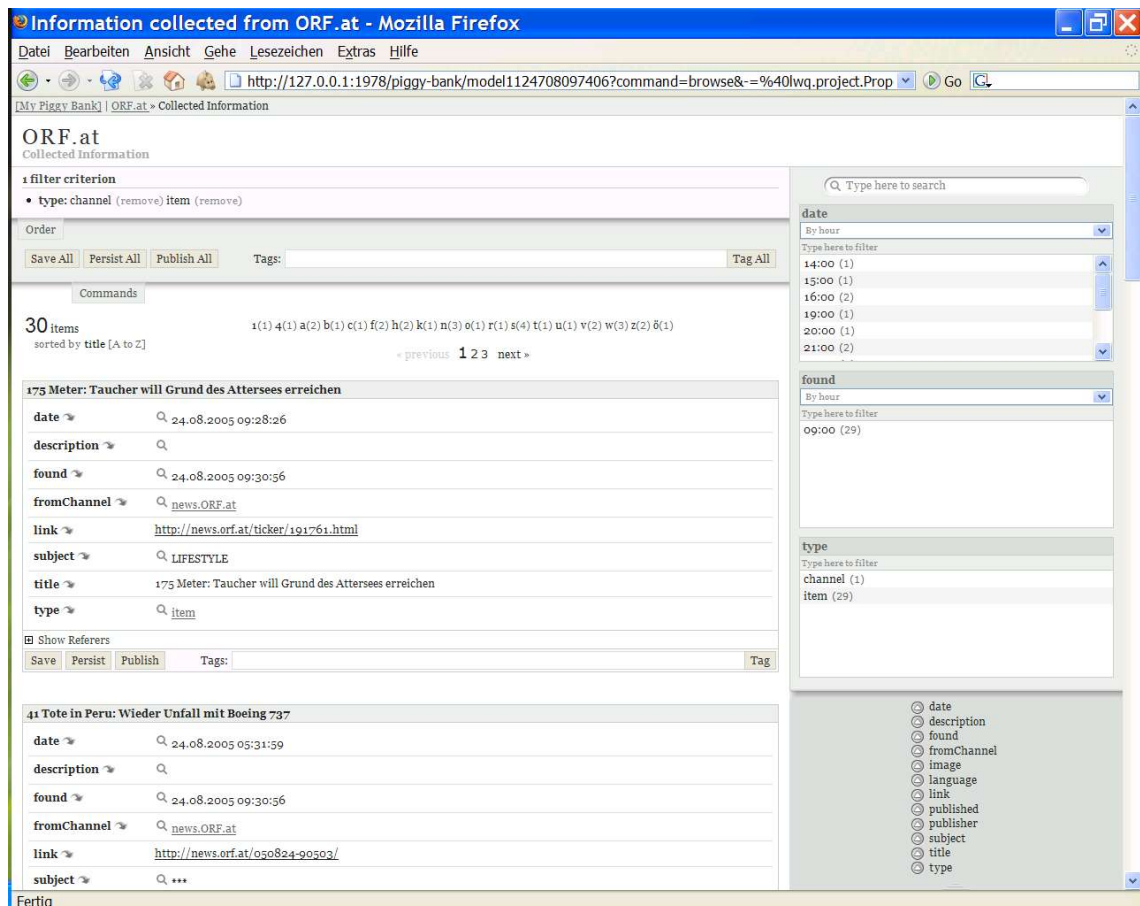 Information collected from ORF.at - Mozilla Firefox
Datei Bearbeiten Ansicht Gehe Lesezeichen Extras Hilfe
http://127.0.0.1:1978/piggy-bank/model1124708097406?command=browse&-=%40lwq.project.Prop Go
[My Piggy Bank] | ORF.at » Collected Information
ORF.at
Collected Information
1 filter criterion
• type: channel (remove) item (remove)
Order
Save All Persist All Publish All Tags: Tag All
Commands
30 items
sorted by title [A to Z]
1(1) 4(1) a(2) b(1) c(1) f(2) h(2) k(1) n(3) o(1) r(1) s(4) t(1) u(1) v(2) w(3) z(2) ö(1)
« previous 1 2 3 next »
175 Meter: Taucher will Grund des Attersees erreichen
date 24.08.2005 09:28:26
description
found 24.08.2005 09:30:56
fromChannel news.ORF.at
link http://news.orf.at/ticker/191761.html
subject LIFESTYLE
title 175 Meter: Taucher will Grund des Attersees erreichen
type item
Show Referers
Save Persist Publish Tags: Tag
41 Tote in Peru: Wieder Unfall mit Boeing 737
date 24.08.2005 05:31:59
description
found 24.08.2005 09:30:56
fromChannel news.ORF.at
link http://news.orf.at/050824-90503/
subject +++
Type here to search
date
By hour
Type here to filter
14:00 (1)
15:00 (1)
16:00 (2)
19:00 (1)
20:00 (1)
21:00 (2)
found
By hour
Type here to filter
09:00 (29)
type
Type here to filter
channel (1)
item (29)
date
description
found
fromChannel
image
language
link
published
publisher
subject
title
type
Fertig